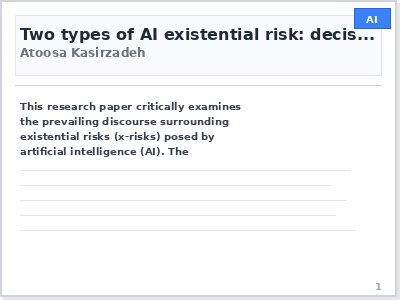 AI
Two types of AI existential risk: decis...
Atoosa Kasirzadeh
This research paper critically examines
the prevailing discourse surrounding
existential risks (x-risks) posed by
artificial intelligence (AI). The
1